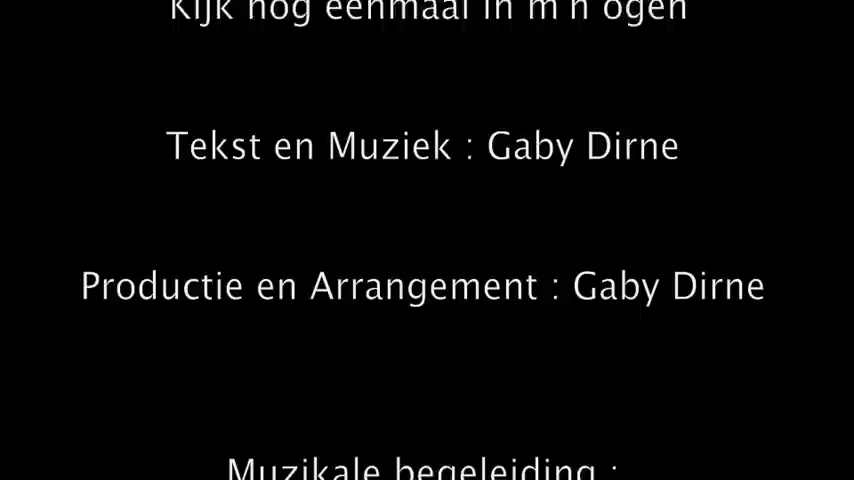 Kijk nog eenmaal in m'n ogen
Tekst en Muziek : Gaby Dirne
Productie en Arrangement : Gaby Dirne
Muzikale begeleiding :